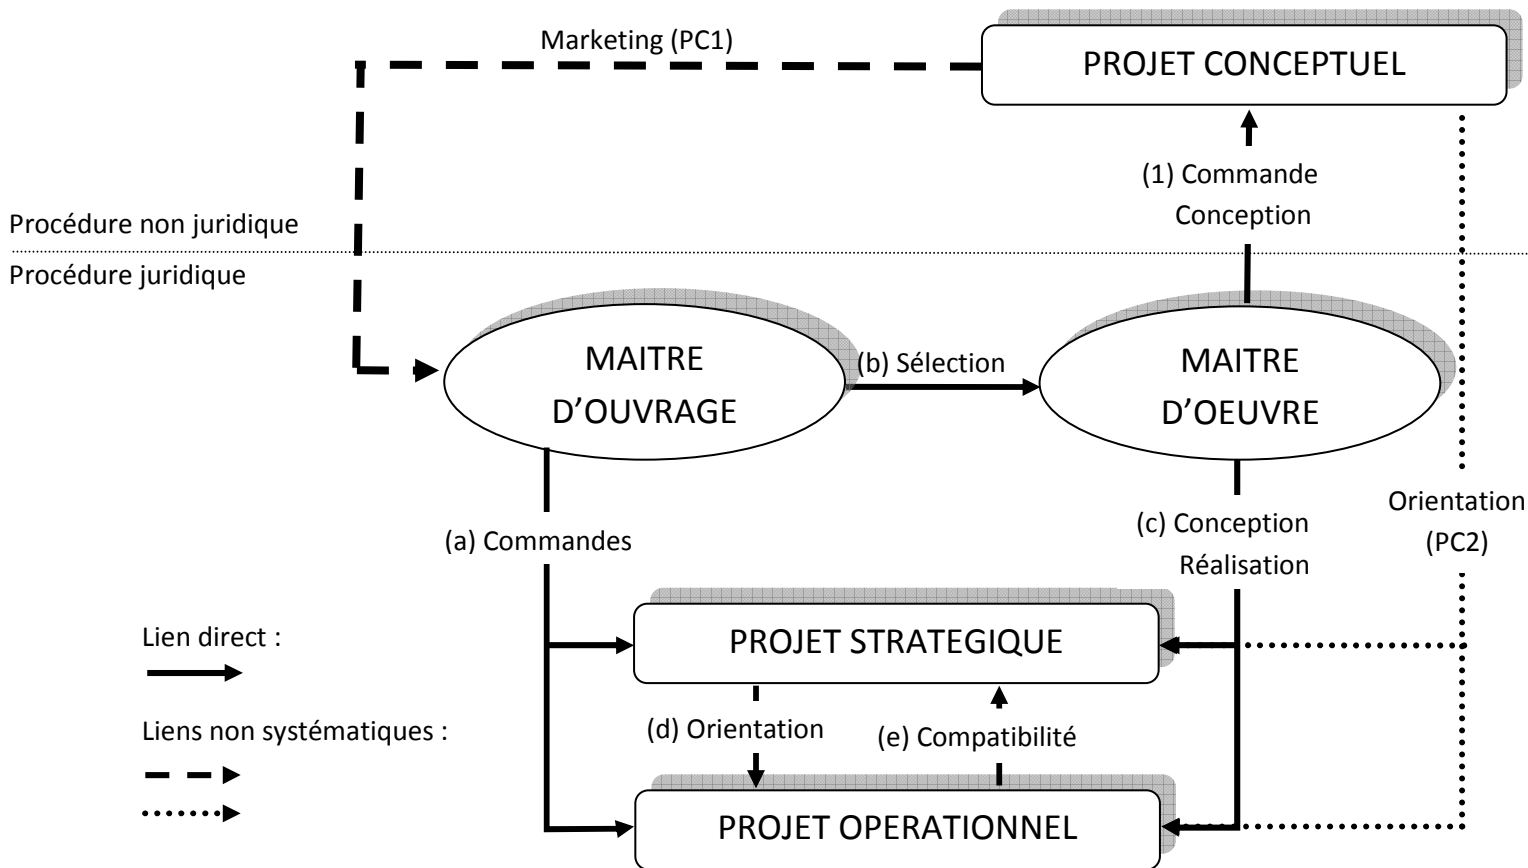 Marketing (PC1)
PROJET CONCEPTUEL
(1) Commande
Conception
Procédure non juridique
Procédure juridique
MAITRE
D’OUVRAGE
(b) Sélection
MAITRE
D’OEUVRE
(a) Commandes
(c) Conception
Réalisation
Orientation
(PC2)
Lien direct :
PROJET STRATEGIQUE
Liens non systématiques :
(d) Orientation
(e) Compatibilité
PROJET OPERATIONNEL